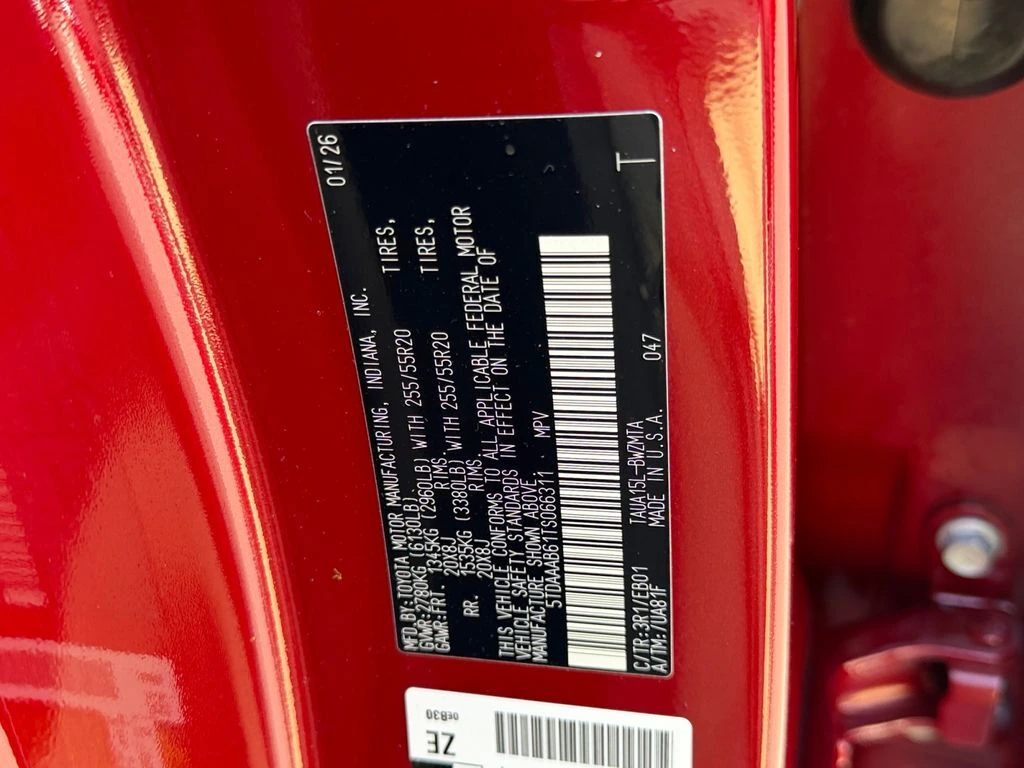 MFD.BY:TOYOTA MOTOR MANUFACTURING, INDIANA, INC. 01/26
GVWR:2780KG (6130LB)
GAWR:FRT. 1345KG (2960LB) WITH 255/55R20 TIRES,
20X8J RIMS,
RR. 1535KG (3380LB) WITH 255/55R20 TIRES,
20X8J RIMS.
THIS VEHICLE CONFORMS TO ALL APPLICABLE FEDERAL MOTOR
VEHICLE SAFETY STANDARDS IN EFFECT ON THE DATE OF
MANUFACTURE SHOWN ABOVE.
5TDAAAB61TS066311 MPV
C/TR:3R1/EB01 TAUA15L-BWZMTA 047 T
A/TM:/UA81F MADE IN U.S.A.
ZE
0EB30